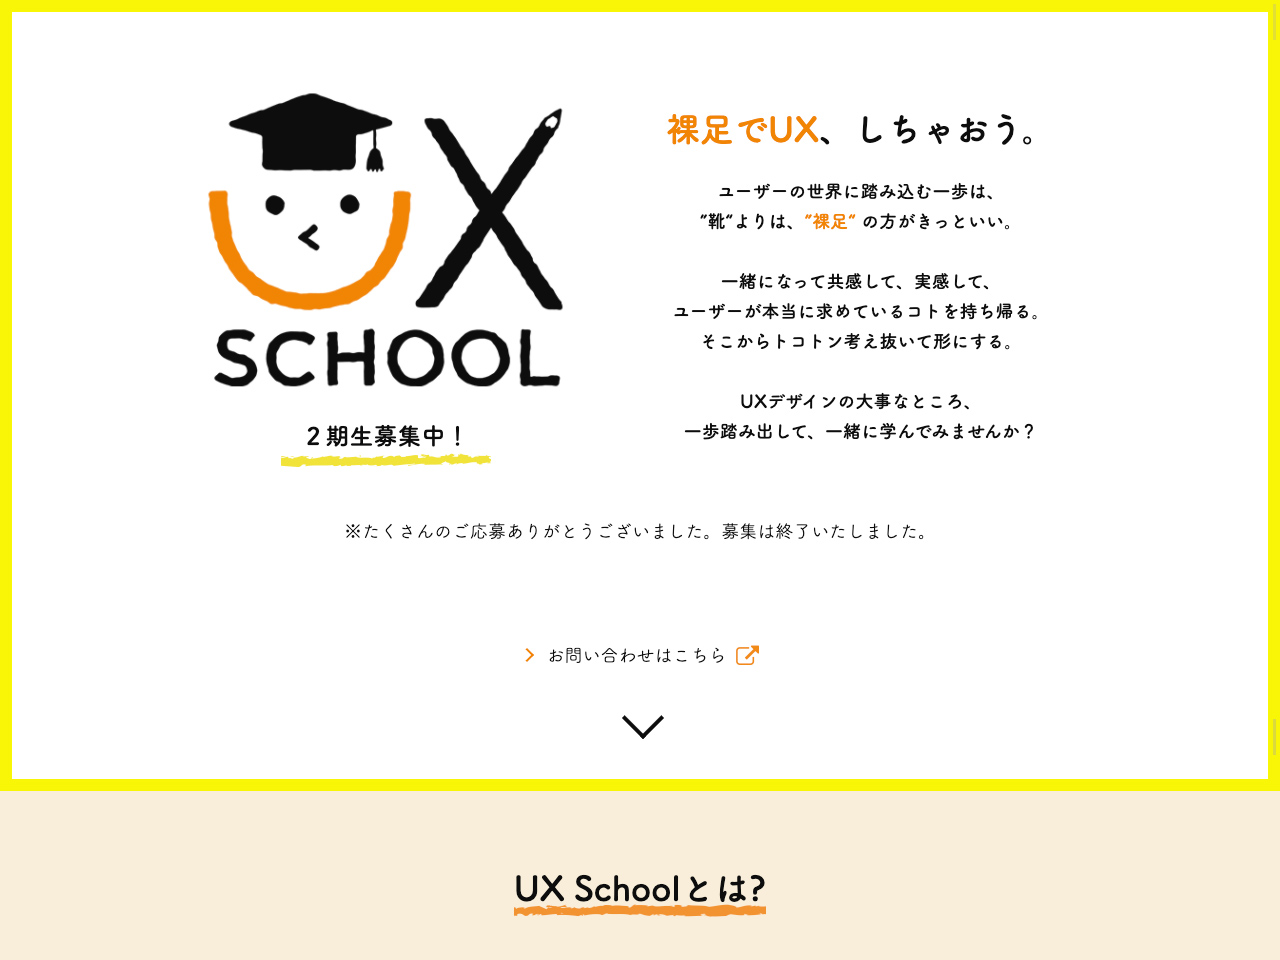 UX
SCHOOL
２期生募集中！
裸足でUX、しちゃおう。
ユーザーの世界に踏み込む一歩は、
”靴”よりは、”裸足” の方がきっといい。
一緒になって共感して、実感して、
ユーザーが本当に求めているコトを持ち帰る。
そこからトコトン考え抜いて形にする。
UXデザインの大事なところ、
一歩踏み出して、一緒に学んでみませんか？
※たくさんのご応募ありがとうございました。募集は終了いたしました。
お問い合わせはこちら
UX Schoolとは?